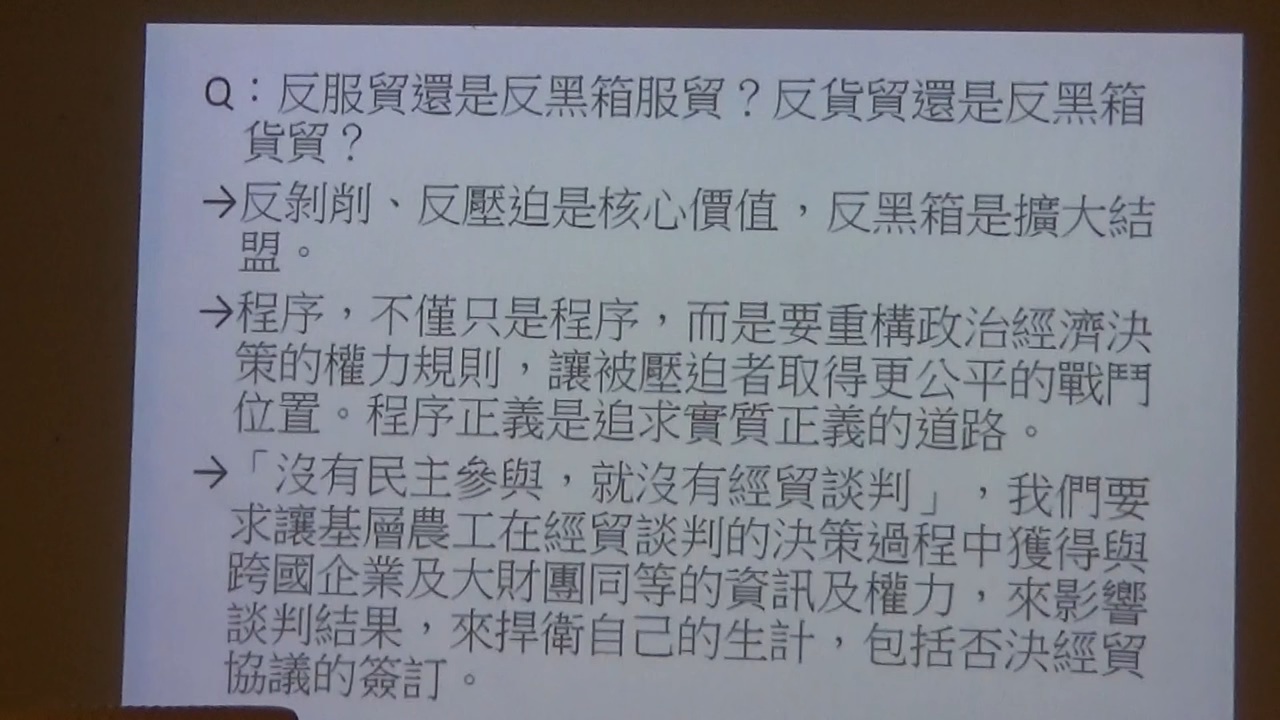 Q：反服貿還是反黑箱服貿？反貨貿還是反黑箱
貨貿？
→反剝削、反壓迫是核心價值，反黑箱是擴大結
盟。
→程序，不僅只是程序，而是要重構政治經濟決
策的權力規則，讓被壓迫者取得更公平的戰鬥
位置。程序正義是追求實質正義的道路。
→「沒有民主參與，就沒有經貿談判」，我們要
求讓基層農工在經貿談判的決策過程中獲得與
跨國企業及大財團同等的資訊及權力，來影響
談判結果，來捍衛自己的生計，包括否決經貿
協議的簽訂。